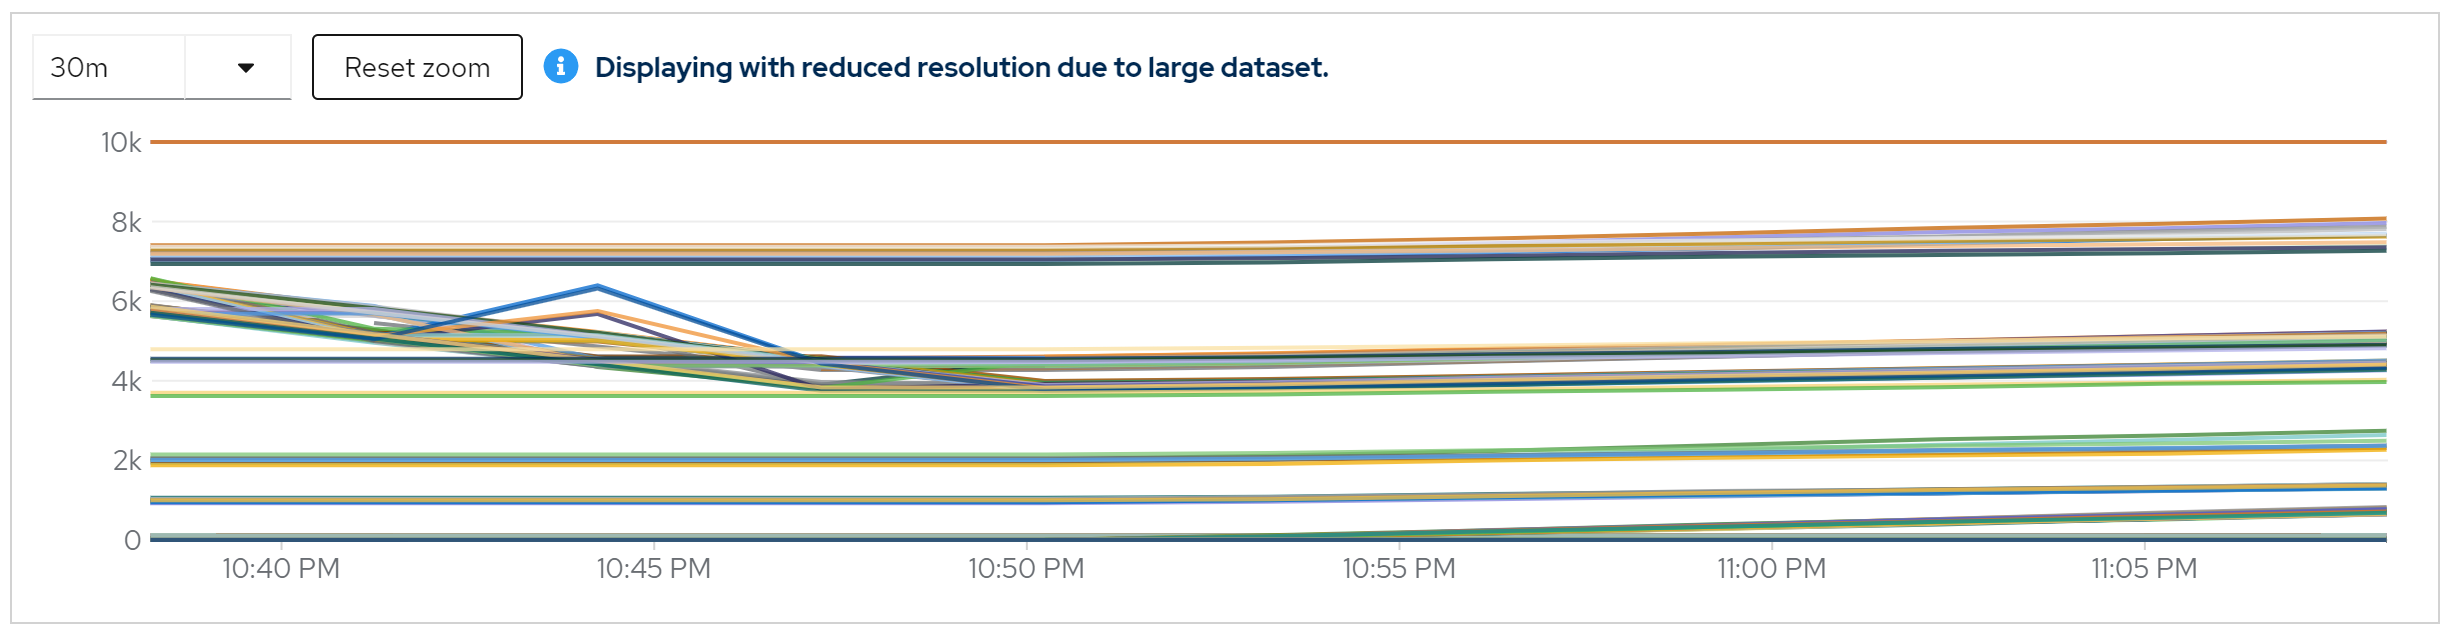 30m
Reset zoom
Displaying with reduced resolution due to large dataset.
10k
8k
6k
4k
2k
0
10:40 PM 10:45 PM 10:50 PM 10:55 PM 11:00 PM 11:05 PM